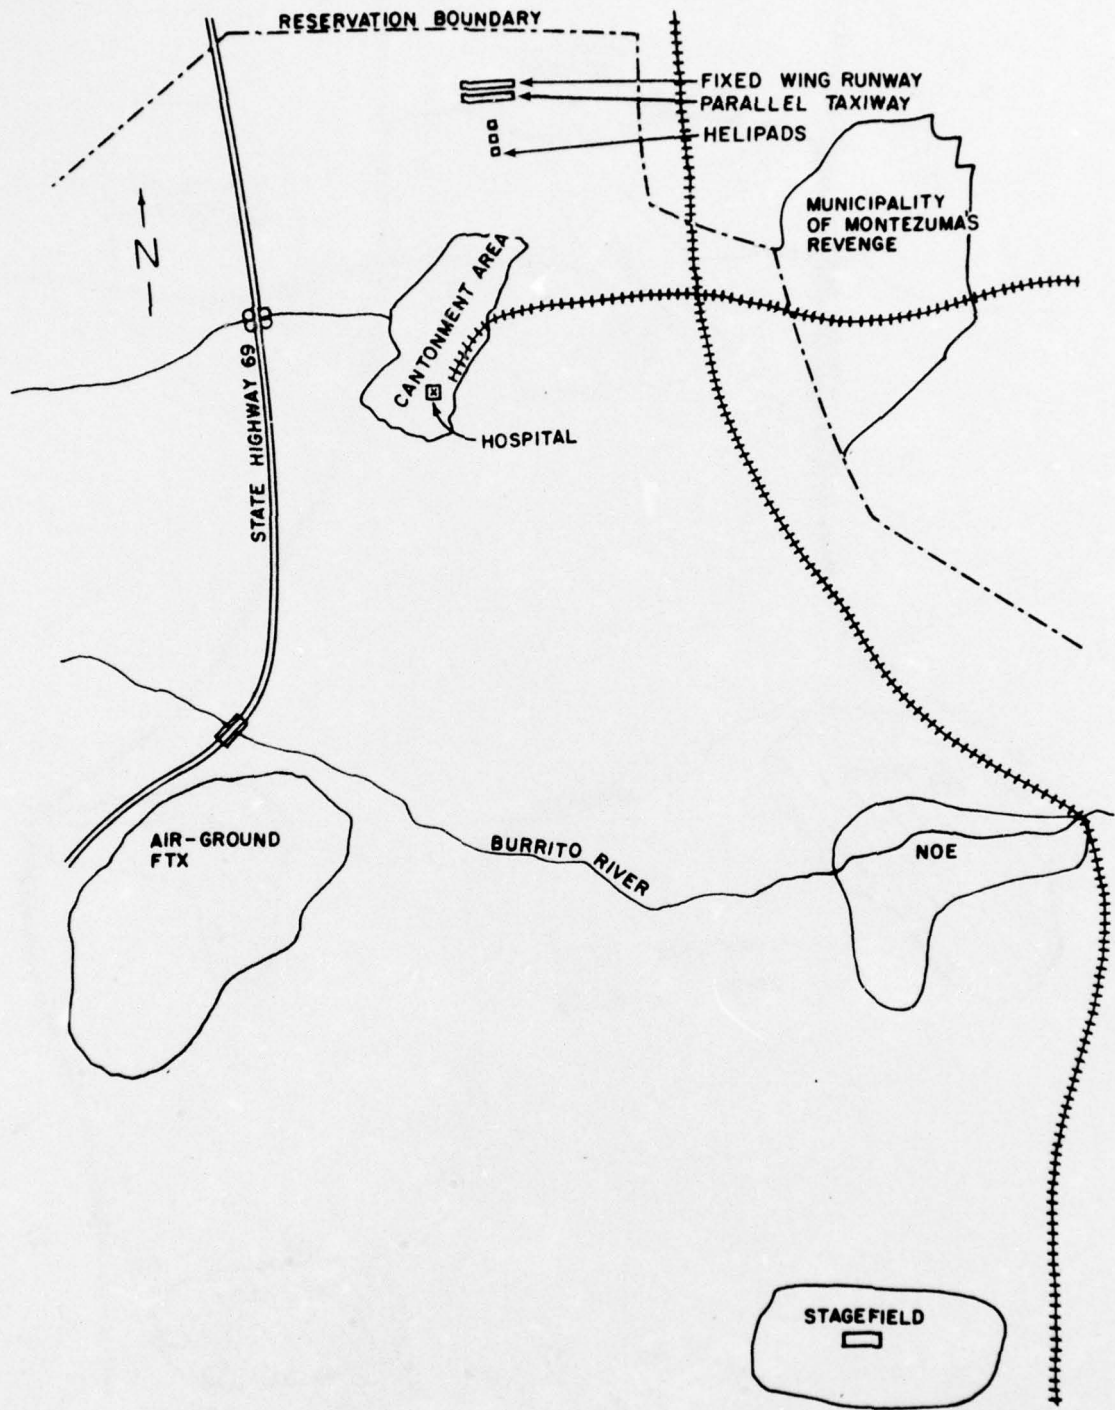 RESERVATION BOUNDARY
FIXED WING RUNWAY
PARALLEL TAXIWAY
HELIPADS
MUNICIPALITY
OF MONTEZUMA'S
REVENGE
N
CANTONMENT AREA
STATE HIGHWAY 69
X
HOSPITAL
AIR-GROUND
FTX
BURRITO RIVER
NOE
STAGEFIELD